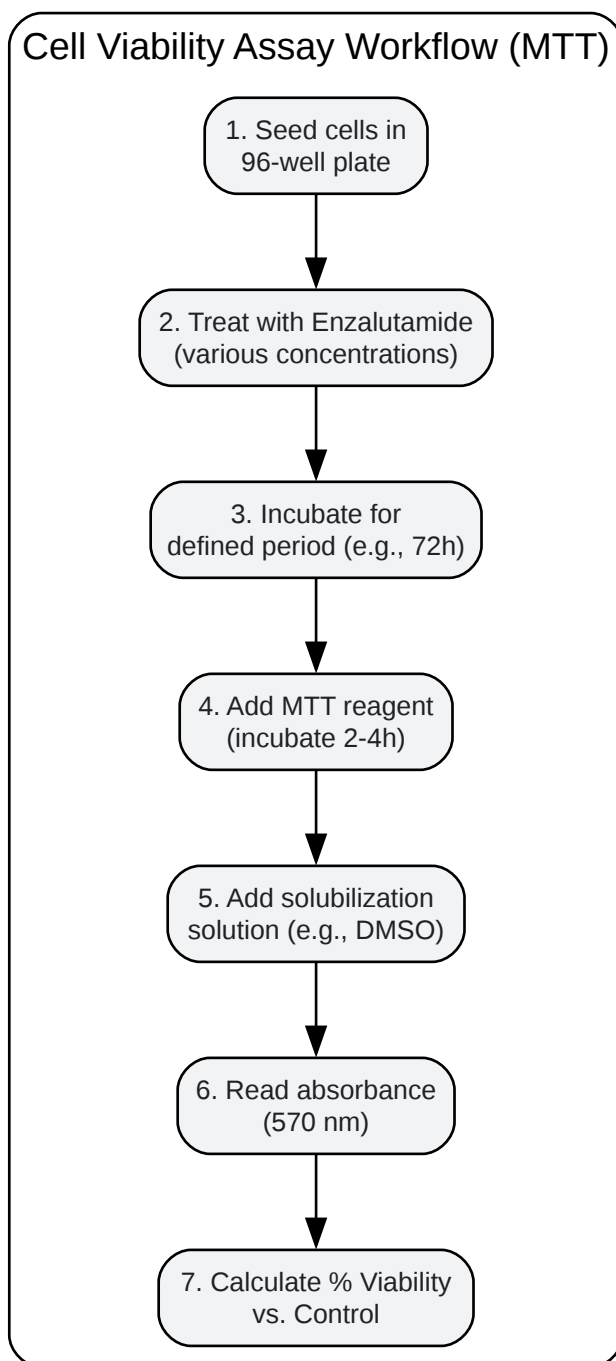 Cell Viability Assay Workflow (MTT)
1. Seed cells in
96-well plate
2. Treat with Enzalutamide
(various concentrations)
3. Incubate for
defined period (e.g., 72h)
4. Add MTT reagent
(incubate 2-4h)
5. Add solubilization
solution (e.g., DMSO)
6. Read absorbance
(570 nm)
7. Calculate % Viability
vs. Control